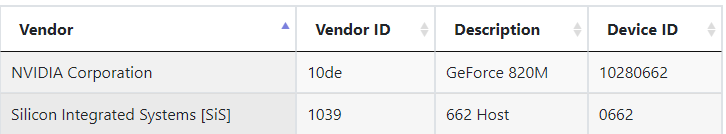 Vendor Vendor ID Description Device ID
NVIDIA Corporation 10de GeForce 820M 10280662
Silicon Integrated Systems [SiS] 1039 662 Host 0662